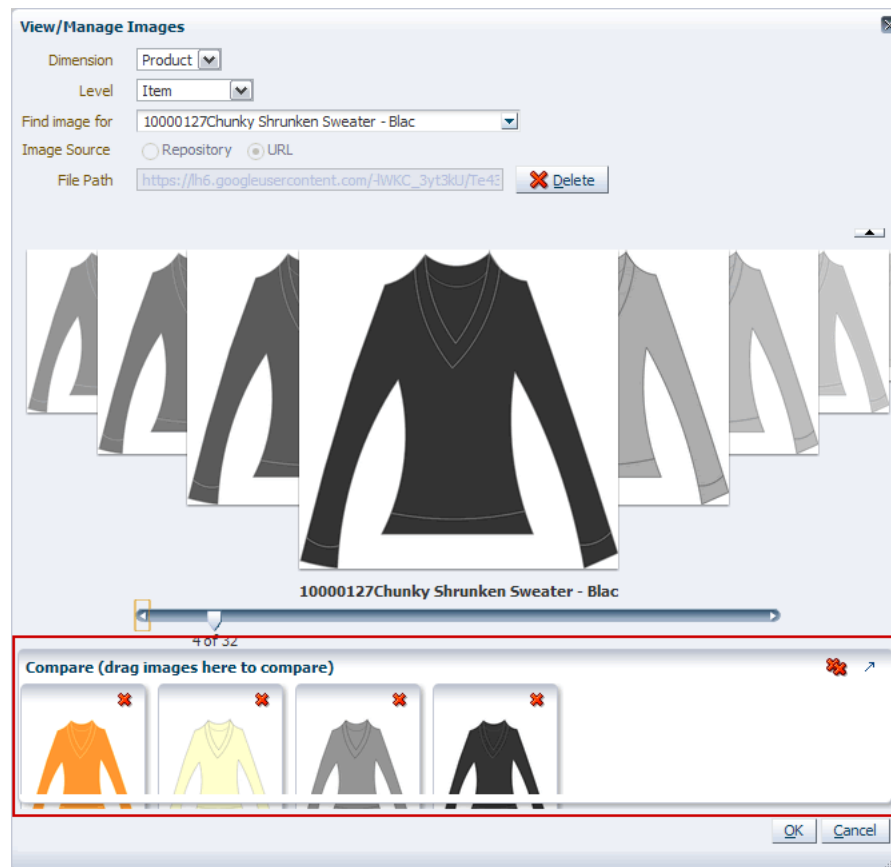 View/Manage Images
Dimension Product
Level Item
Find image for 10000127Chunky Shrunken Sweater - Blac
Image Source Repository URL
File Path https://lh6.googleusercontent.com/-lWKC_3yt3kU/Te43 Delete
10000127Chunky Shrunken Sweater - Blac
4 of 32
Compare (drag images here to compare)
OK Cancel